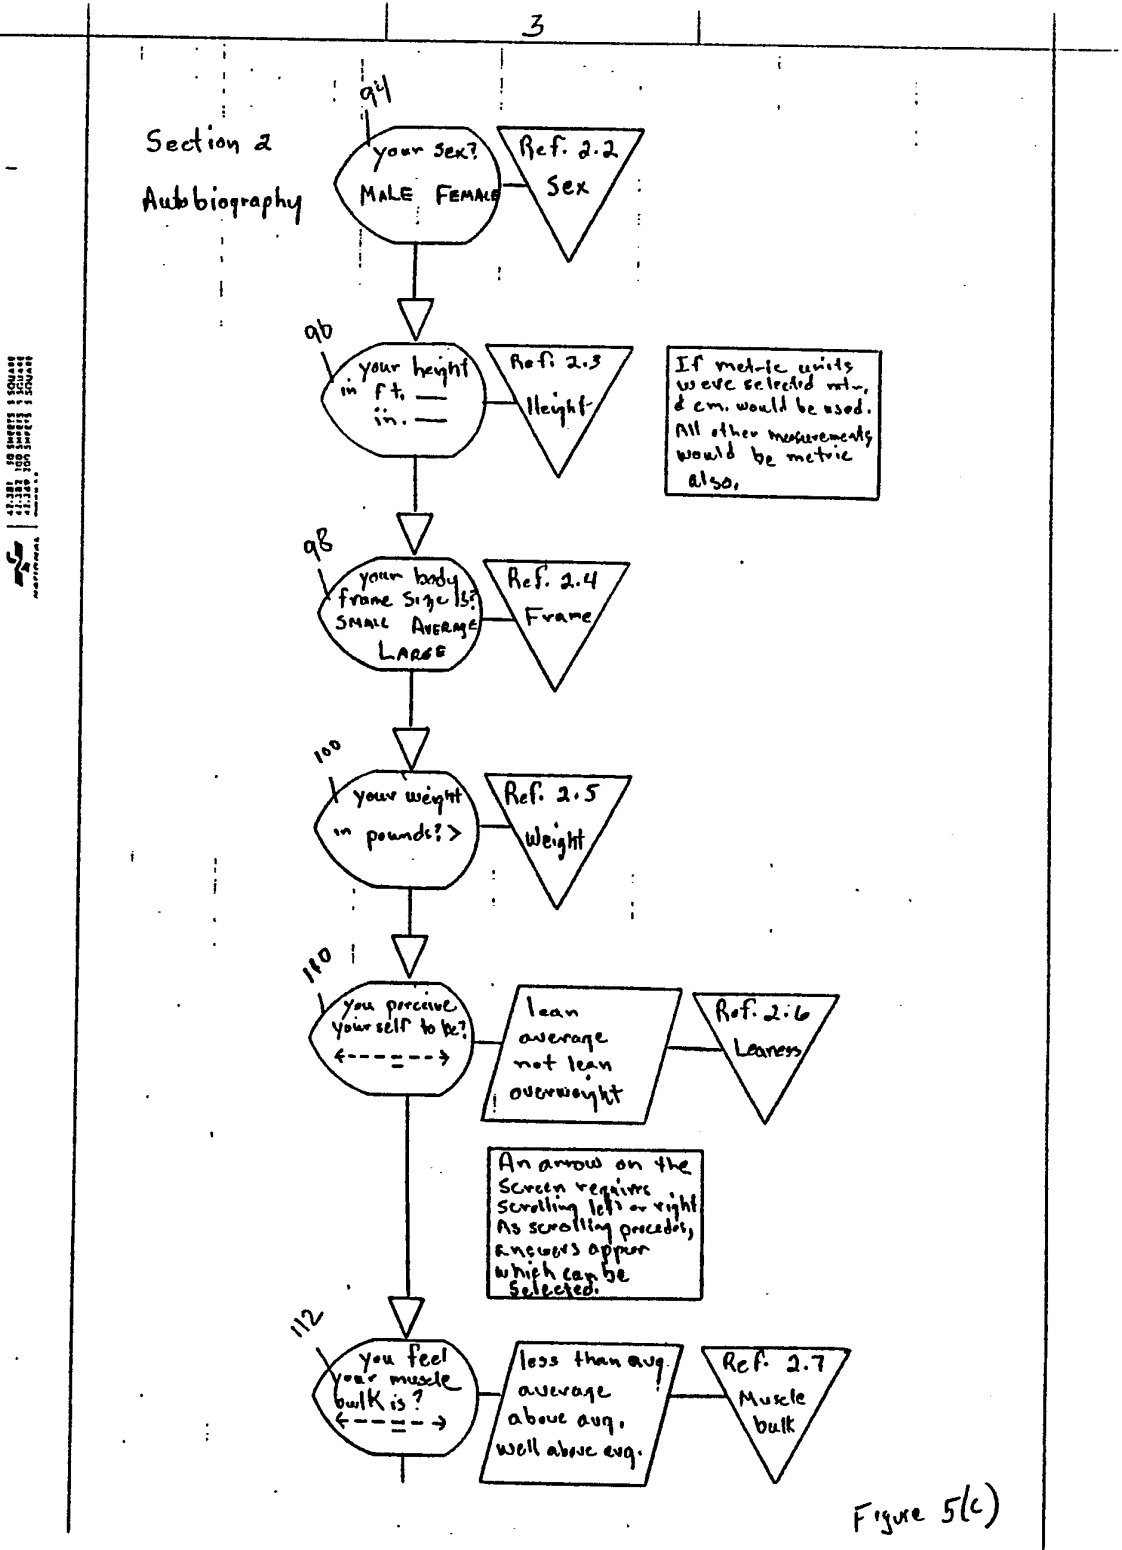 3
94
Section 2
Autobiography
your sex?
MALE FEMALE
Ref. 2.2
Sex
96
your height
in ft. __
in. __
Ref. 2.3
Height
If metric units
were selected mtr.
& cm. would be used.
All other measurements
would be metric
also.
98
your body
frame size is?
SMALL AVERAGE
LARGE
Ref. 2.4
Frame
100
your weight
in pounds? >
Ref. 2.5
Weight
110
you perceive
yourself to be?
lean
average
not lean
overweight
Ref. 2.6
Leaness
An arrow on the
screen requires
scrolling left or right
As scrolling precedes,
answers appear
which can be
selected.
112
you feel
your muscle
bulk is?
less than avg.
average
above avg.
well above avg.
Ref. 2.7
Muscle
bulk
Figure 5(c)
NATIONAL